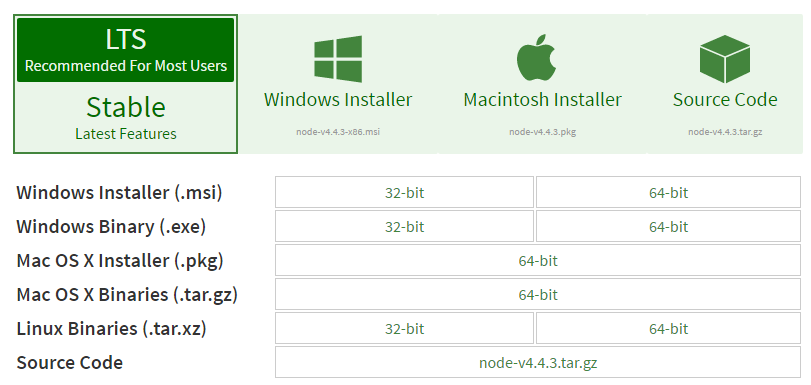 LTS
Recommended For Most Users
Stable
Latest Features
Windows Installer
node-v4.4.3-x86.msi
Macintosh Installer
node-v4.4.3.pkg
Source Code
node-v4.4.3.tar.gz
Windows Installer (.msi) 32-bit 64-bit
Windows Binary (.exe) 32-bit 64-bit
Mac OS X Installer (.pkg) 64-bit
Mac OS X Binaries (.tar.gz) 64-bit
Linux Binaries (.tar.xz) 32-bit 64-bit
Source Code node-v4.4.3.tar.gz